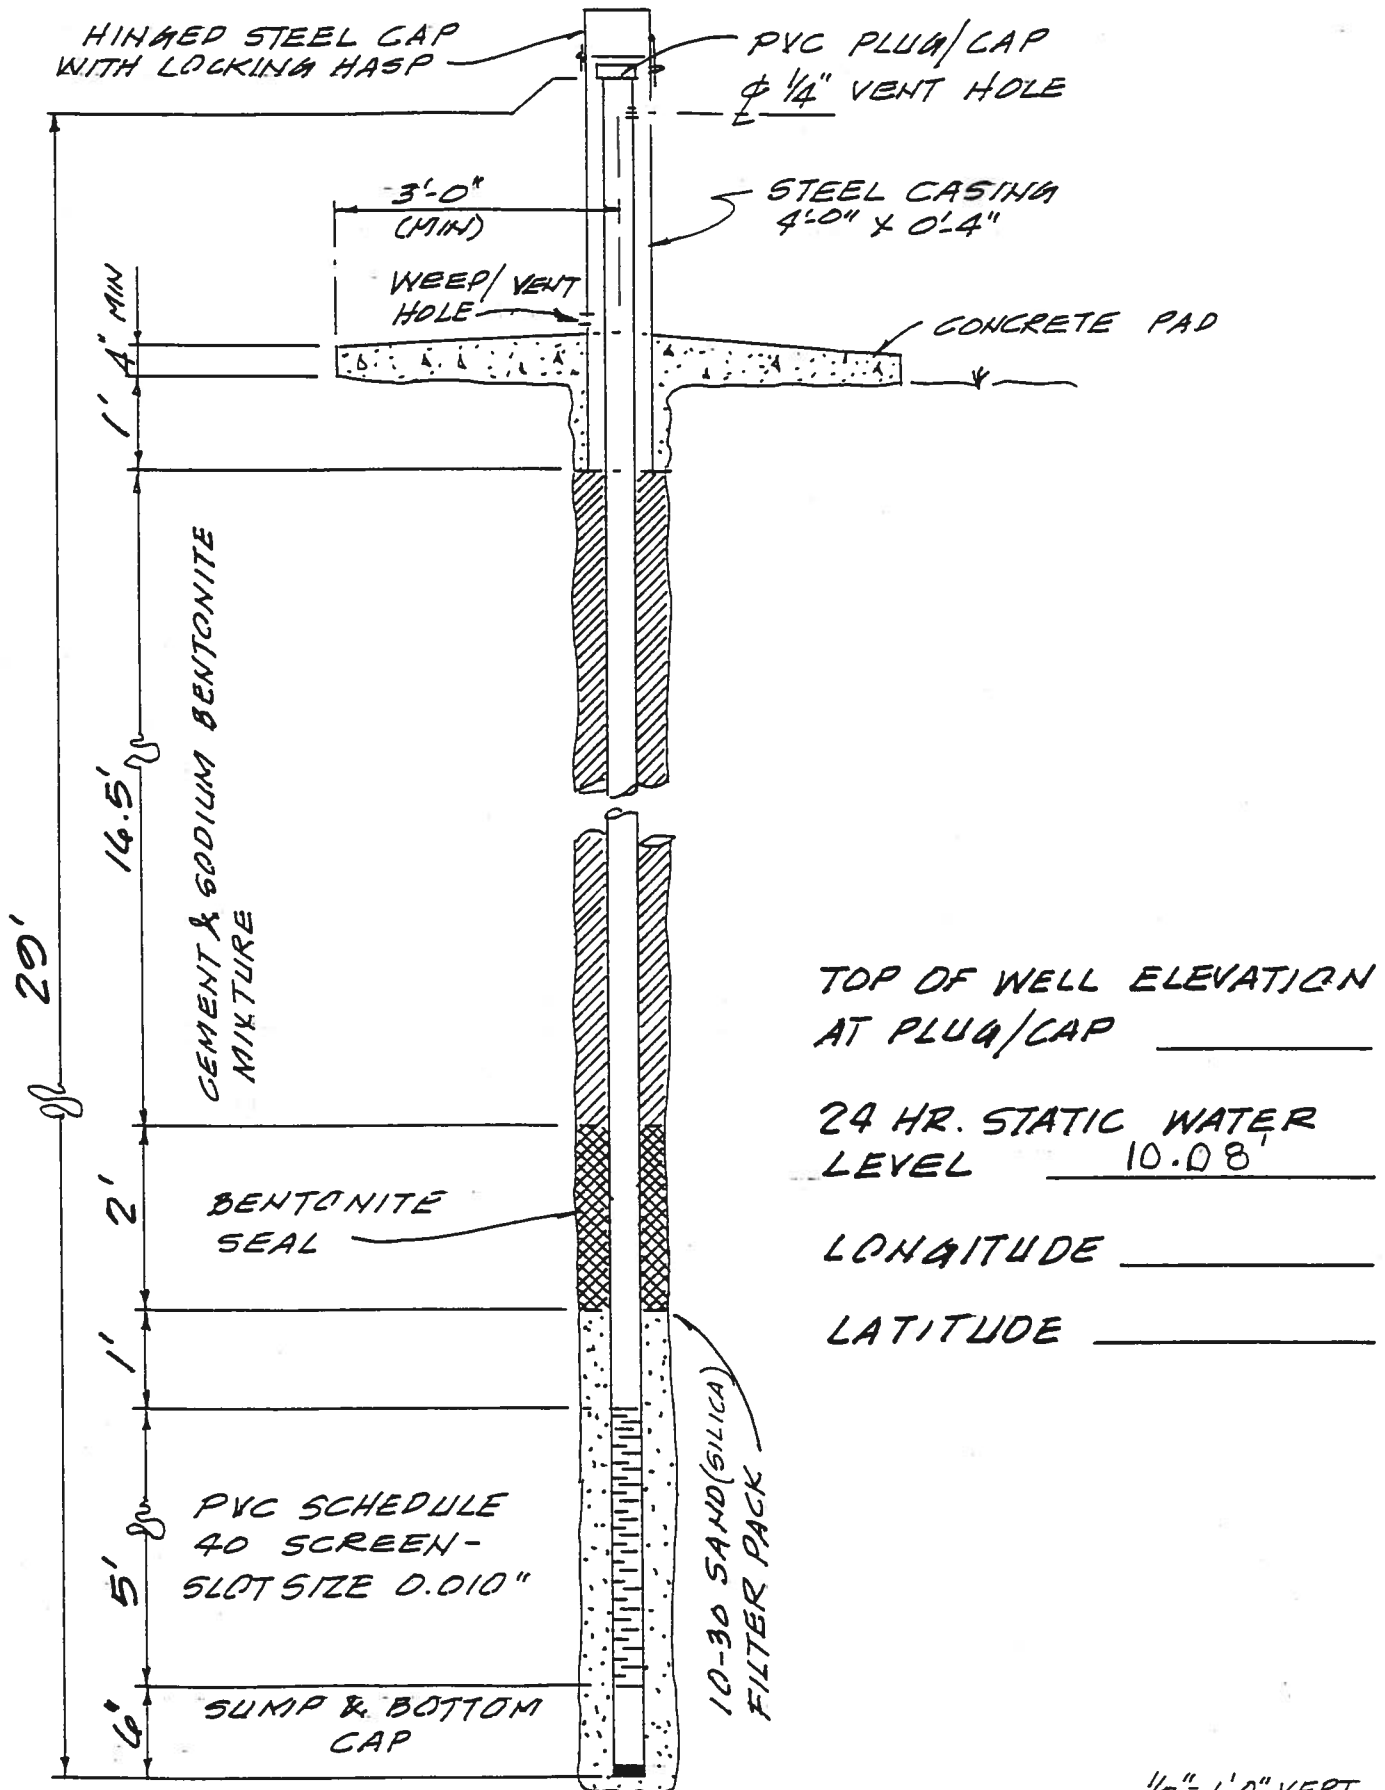 HINGED STEEL CAP
WITH LOCKING HASP
PVC PLUG/CAP
℄ 1/4" VENT HOLE
3'-0"
(MIN)
STEEL CASING
4'-0" X 0'-4"
WEEP/VENT
HOLE
CONCRETE PAD
4" MIN
1'
16.5'
CEMENT & SODIUM BENTONITE
MIXTURE
29'
2'
BENTONITE
SEAL
1'
5'
PVC SCHEDULE
40 SCREEN-
SLOT SIZE 0.010"
6"
SUMP & BOTTOM
CAP
10-30 SAND (SILICA)
FILTER PACK
TOP OF WELL ELEVATION
AT PLUG/CAP
24 HR. STATIC WATER
LEVEL 10.08'
LONGITUDE
LATITUDE